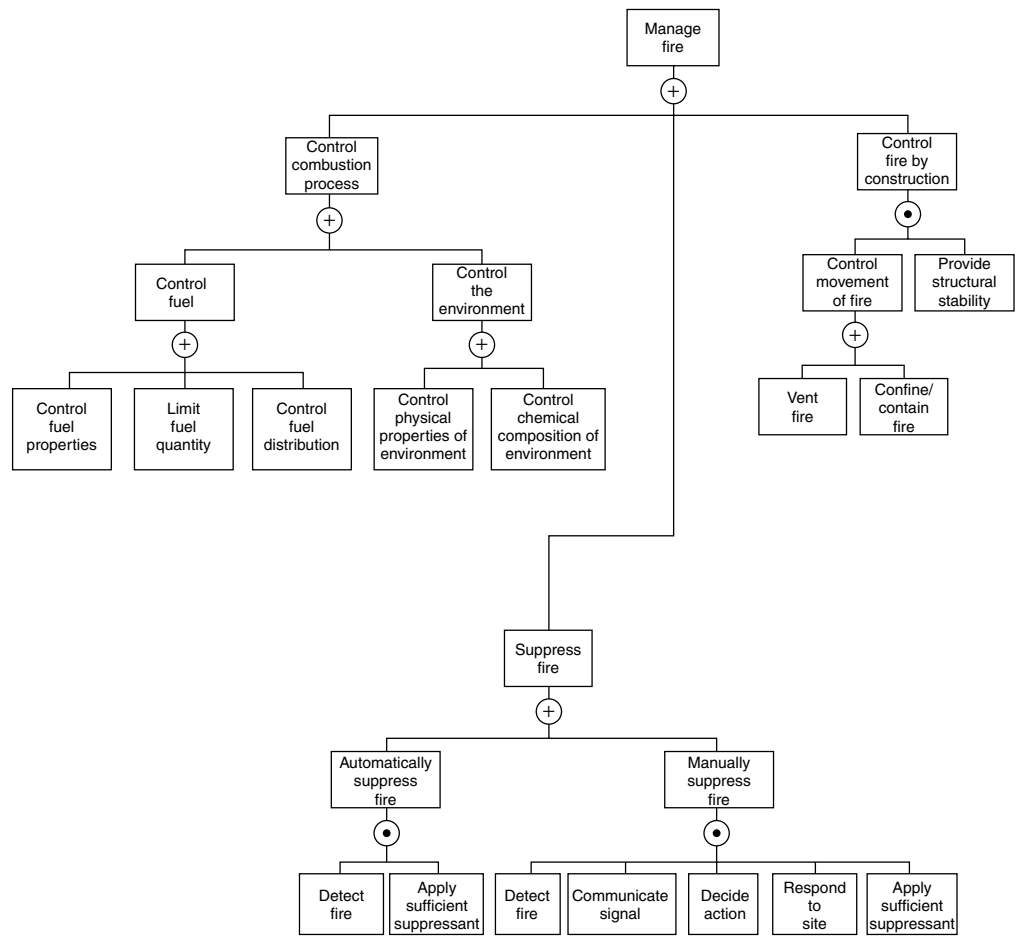 Manage
fire
+
Control
combustion
process
+
Control
fire by
construction
Control
fuel
+
Control
the
environment
+
Control
movement
of fire
+
Provide
structural
stability
Control
fuel
properties
Limit
fuel
quantity
Control
fuel
distribution
Control
physical
properties of
environment
Control
chemical
composition of
environment
Vent
fire
Confine/
contain
fire
Suppress
fire
+
Automatically
suppress
fire
Manually
suppress
fire
Detect
fire
Apply
sufficient
suppressant
Detect
fire
Communicate
signal
Decide
action
Respond
to
site
Apply
sufficient
suppressant